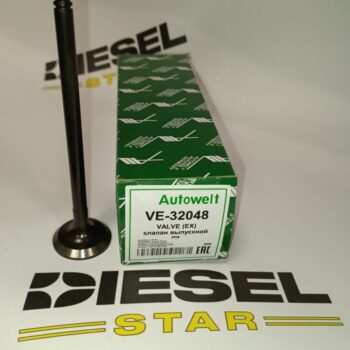 DIESEL
STAR
Autowelt
VE-32048
VALVE (EX)
клапан выпускной
EAC
DIESEL
STAR